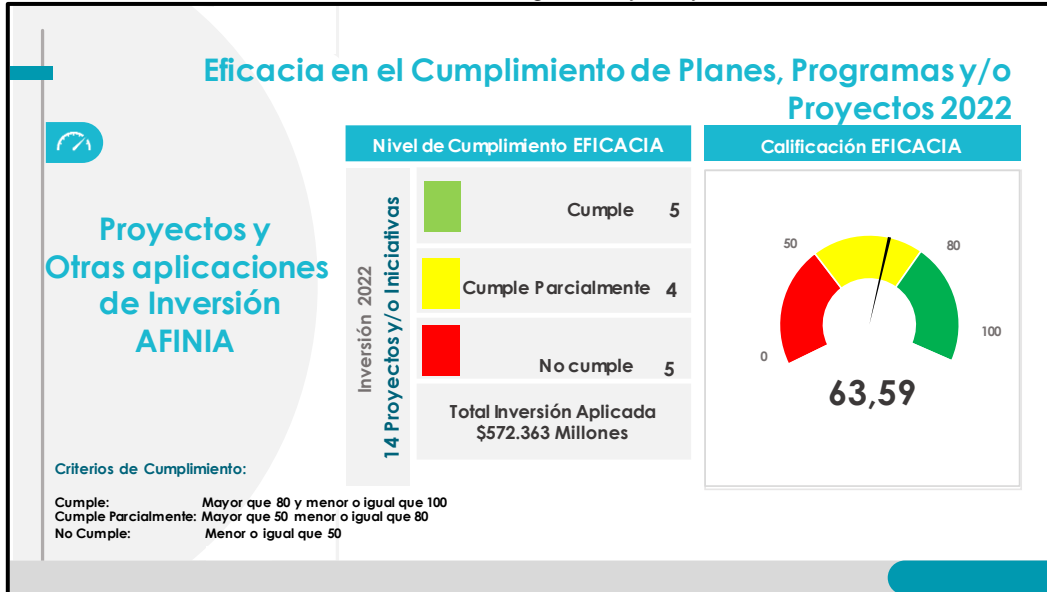 Eficacia en el Cumplimiento de Planes, Programas y/o
Proyectos 2022
Proyectos y
Otras aplicaciones
de Inversión
AFINIA
Nivel de Cumplimiento EFICACIA
Inversión 2022
14 Proyectos y/o Iniciativas
Cumple 5
Cumple Parcialmente 4
No cumple 5
Total Inversión Aplicada
$572.363 Millones
Calificación EFICACIA
50
80
0
100
63,59
Criterios de Cumplimiento:
Cumple: Mayor que 80 y menor o igual que 100
Cumple Parcialmente: Mayor que 50 menor o igual que 80
No Cumple: Menor o igual que 50